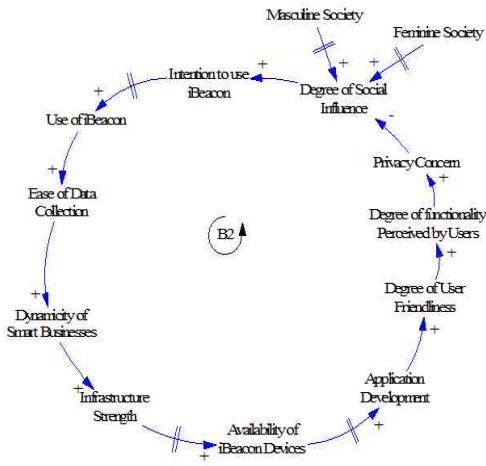 Masculine Society
Feminine Society
+
+
+
Intention to use
iBeacon
Degree of Social
Influence
+
-
Use of iBeacon
Privacy Concern
+
+
Ease of Data
Collection
Degree of functionality
Perceived by Users
B2
+
Degree of User
Friendliness
+
Dynamicity of
Smart Businesses
+
Application
Development
+
Infrastructure
Strength
+
Availability of
iBeacon Devices
+